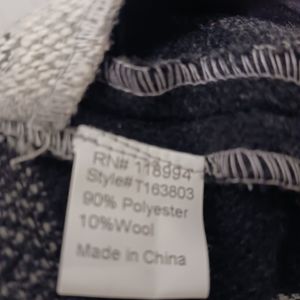 RN# 118994
Style#T163803
90% Polyester
10%Wool
Made in China